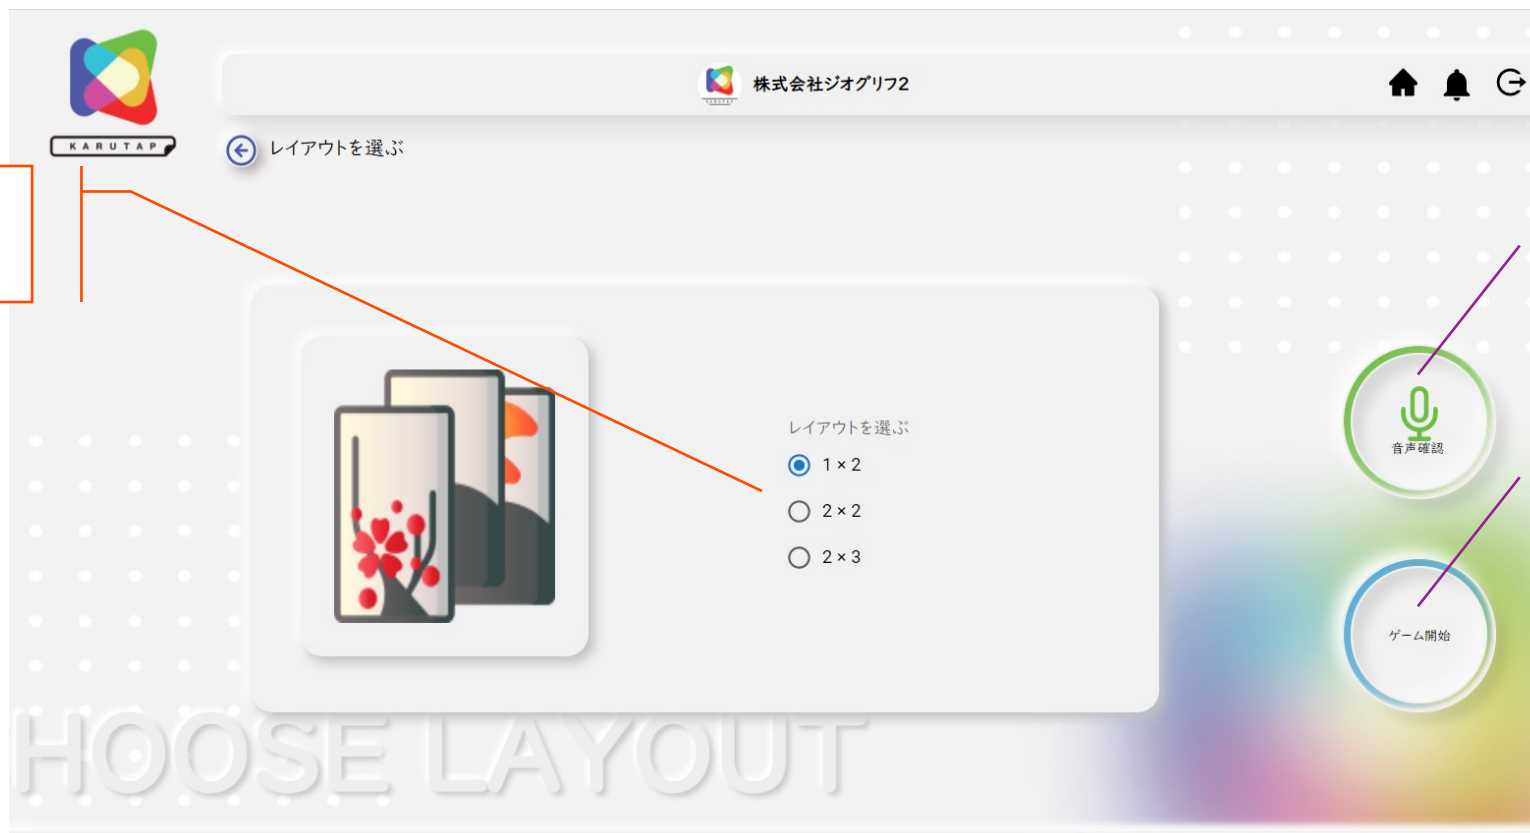 KARUTAP
株式会社ジオグリフ2
レイアウトを選ぶ
レイアウトを選ぶ
1 × 2
2 × 2
2 × 3
音声確認
ゲーム開始
HOOSE LAYOUT